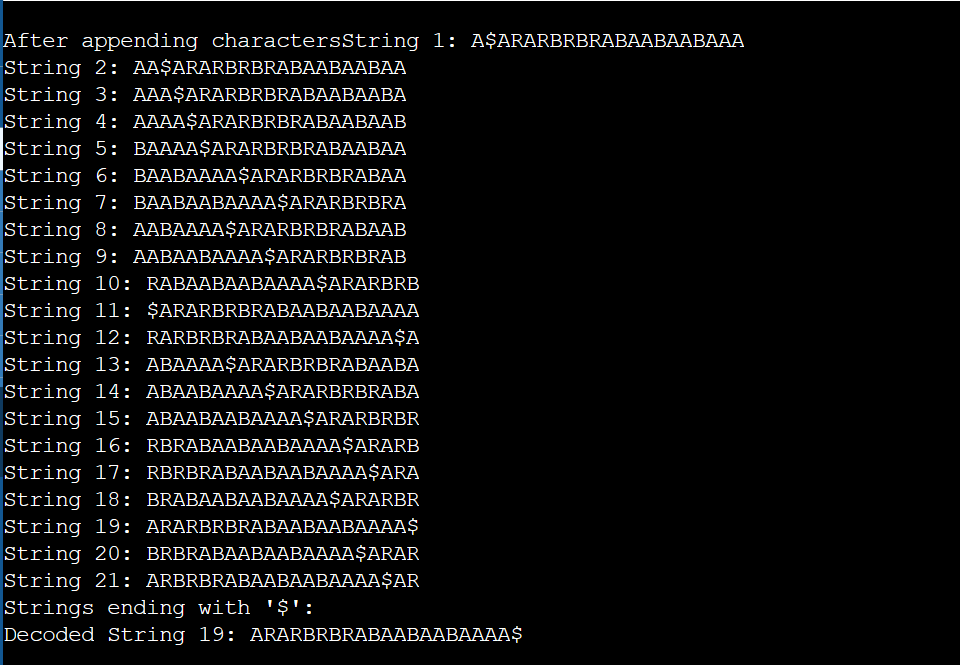 After appending charactersString 1: A$ARARBRBRABAABAABAAA
String 2: AA$ARARBRBRABAABAABAA
String 3: AAA$ARARBRBRABAABAABA
String 4: AAAA$ARARBRBRABAABAAB
String 5: BAAAA$ARARBRBRABAABAA
String 6: BAABAAAA$ARARBRBRABAA
String 7: BAABAABAAAA$ARARBRBRA
String 8: AABAAAA$ARARBRBRABAAB
String 9: AABAABAAAA$ARARBRBRAB
String 10: RABAABAABAAAA$ARARBRB
String 11: $ARARBRBRABAABAABAAAA
String 12: RARBRBRABAABAABAAAA$A
String 13: ABAAAA$ARARBRBRABAABA
String 14: ABAABAAAA$ARARBRBRABA
String 15: ABAABAABAAAA$ARARBRBR
String 16: RBRABAABAABAAAA$ARARB
String 17: RBRBRABAABAABAAAA$ARA
String 18: BRABAABAABAAAA$ARARBR
String 19: ARARBRBRABAABAABAAAA$
String 20: BRBRABAABAABAAAA$ARAR
String 21: ARBRBRABAABAABAAAA$AR
Strings ending with '$':
Decoded String 19: ARARBRBRABAABAABAAAA$